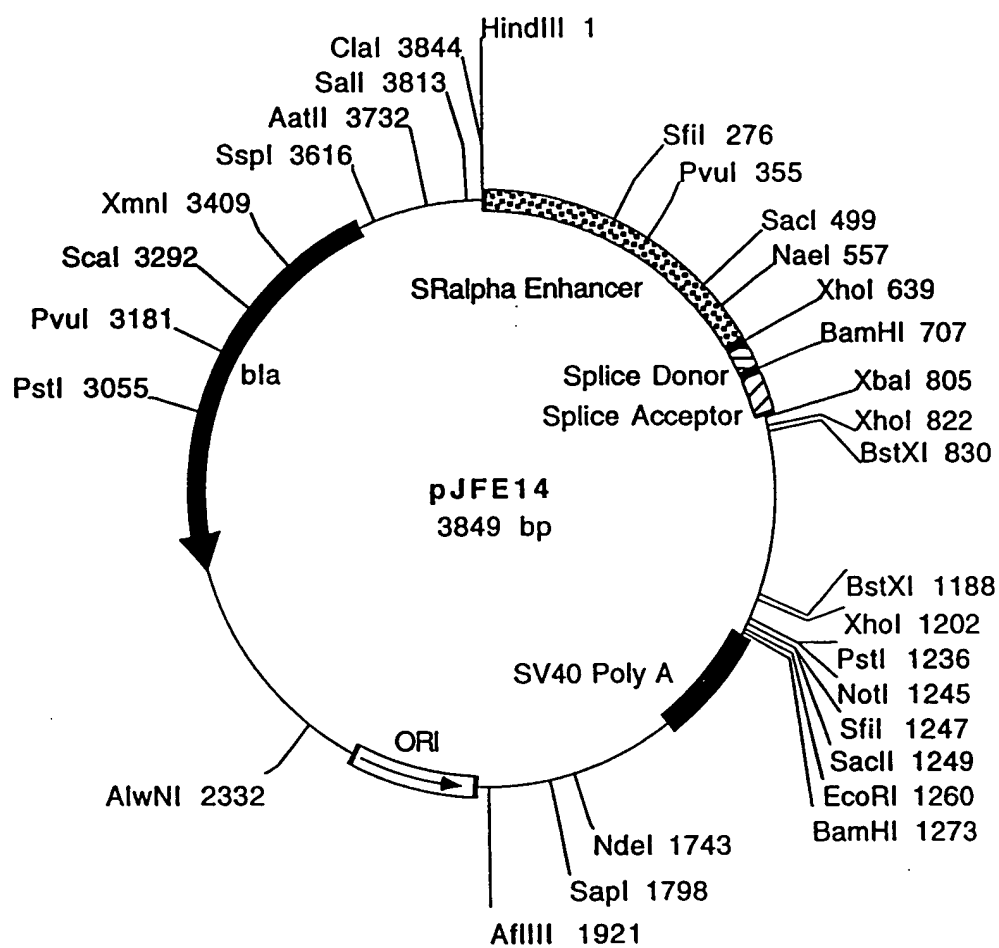 HindIII 1
ClaI 3844
SalI 3813
AatII 3732
SspI 3616
XmnI 3409
ScaI 3292
PvuI 3181
PstI 3055
SfiI 276
PvuI 355
SacI 499
NaeI 557
XhoI 639
BamHI 707
XbaI 805
XhoI 822
BstXI 830
SRalpha Enhancer
bla
Splice Donor
Splice Acceptor
pJFE14
3849 bp
BstXI 1188
XhoI 1202
PstI 1236
NotI 1245
SfiI 1247
SacII 1249
EcoRI 1260
BamHI 1273
SV40 Poly A
ORI
AlwNI 2332
NdeI 1743
SapI 1798
AflIII 1921